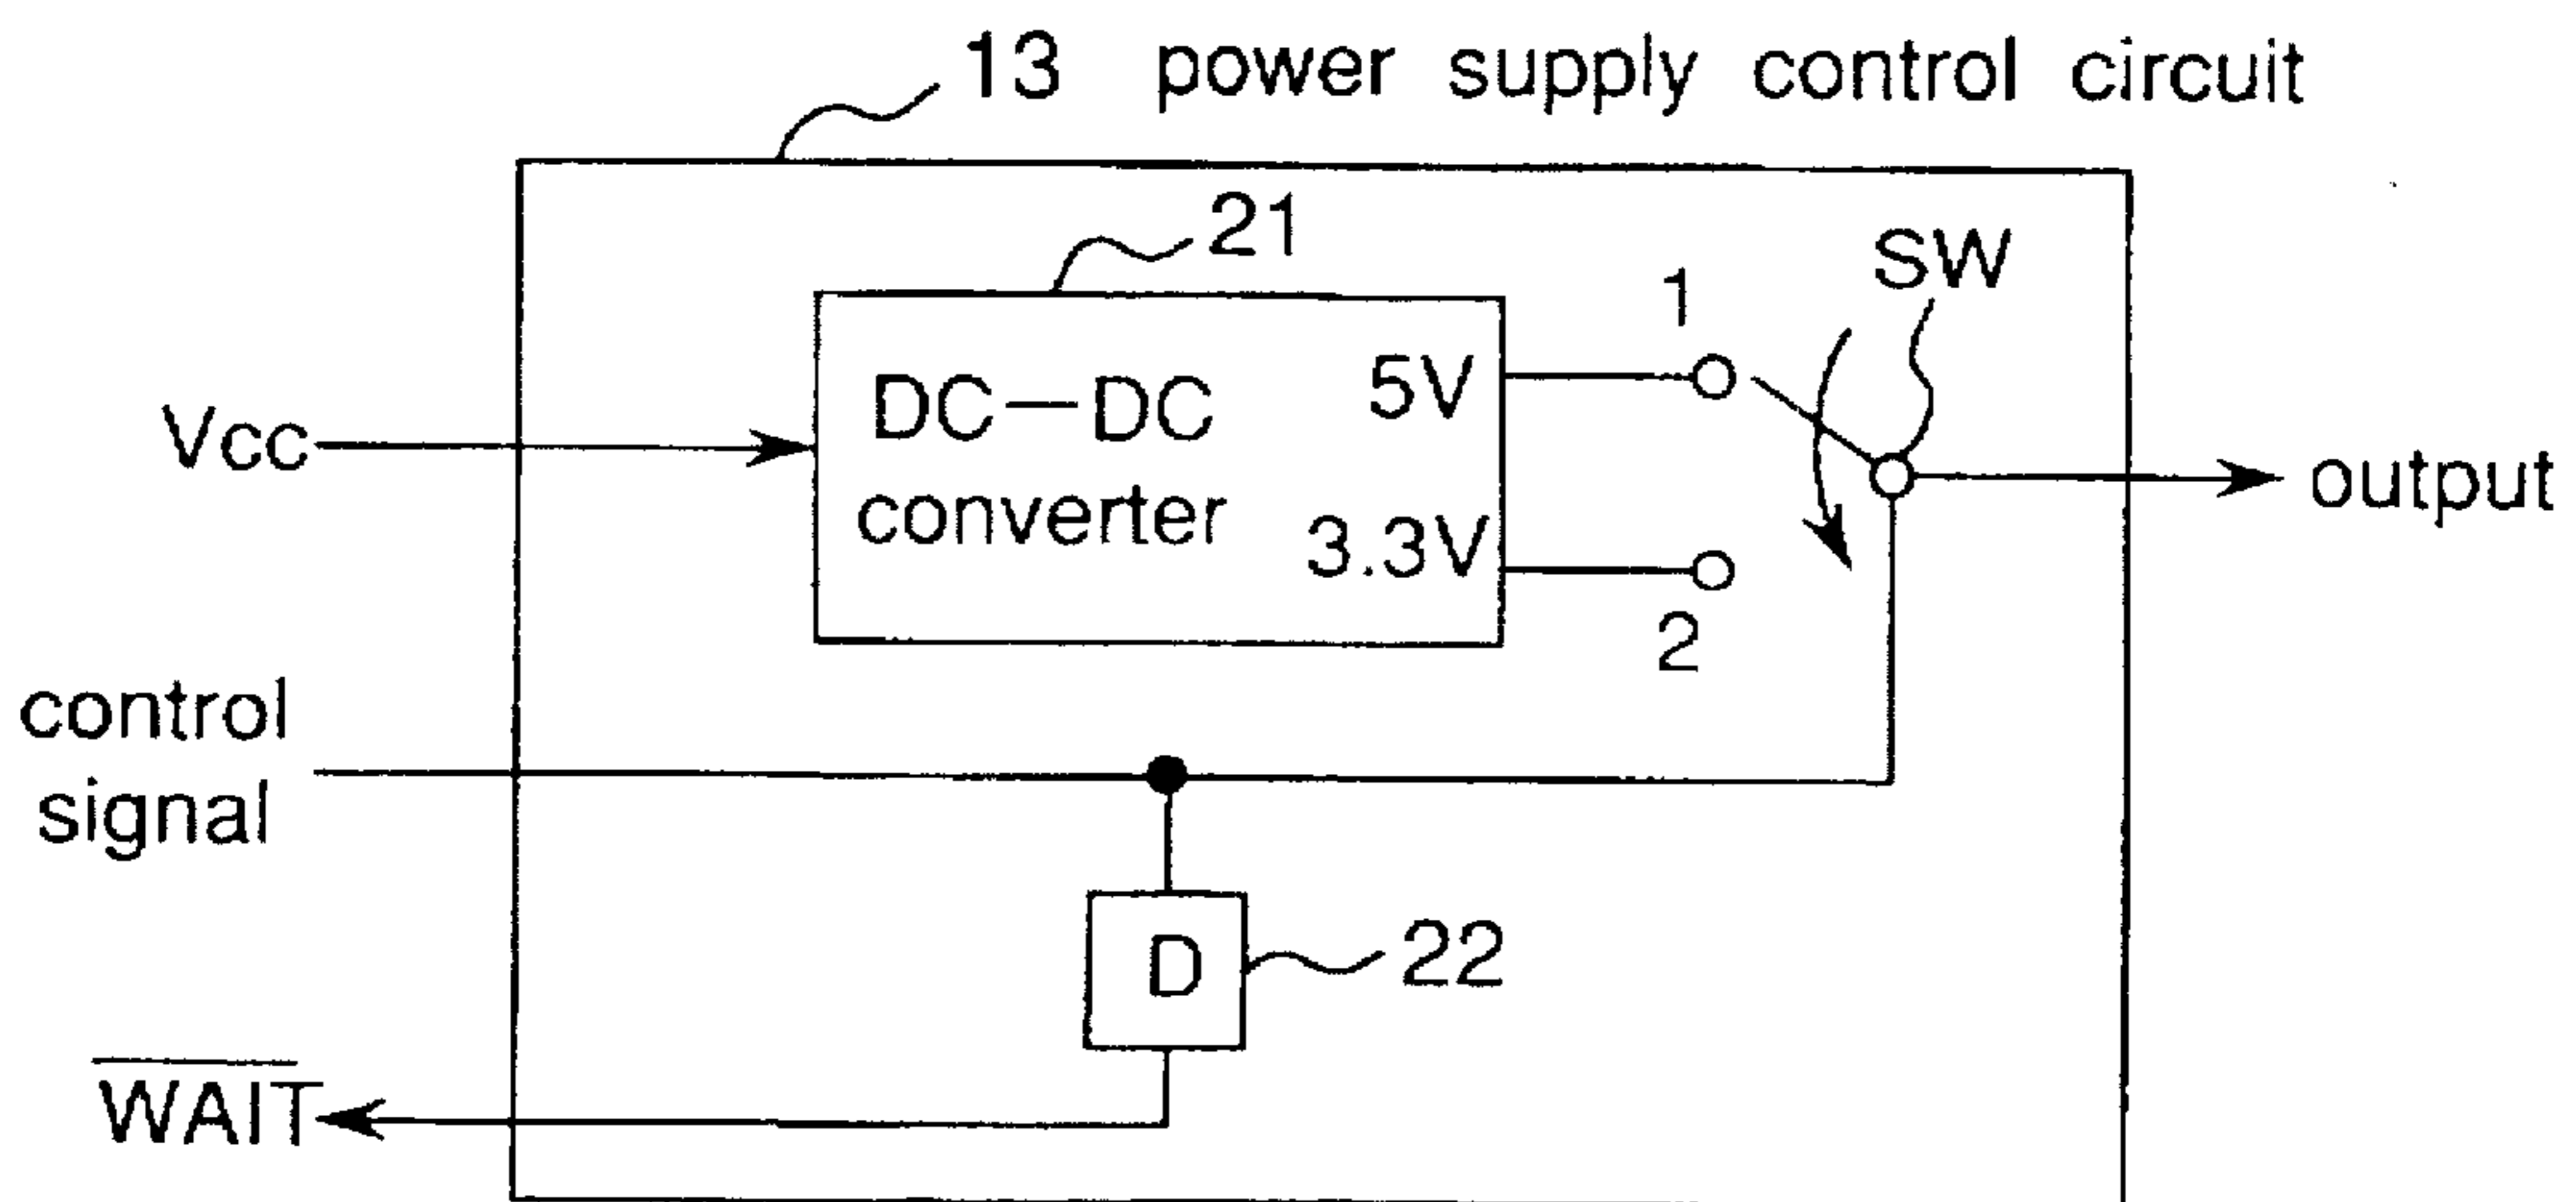 13 power supply control circuit
21
SW
1
DC—DC
converter
5V
3.3V
2
Vcc
output
control
signal
D
22
W̅A̅I̅T̅